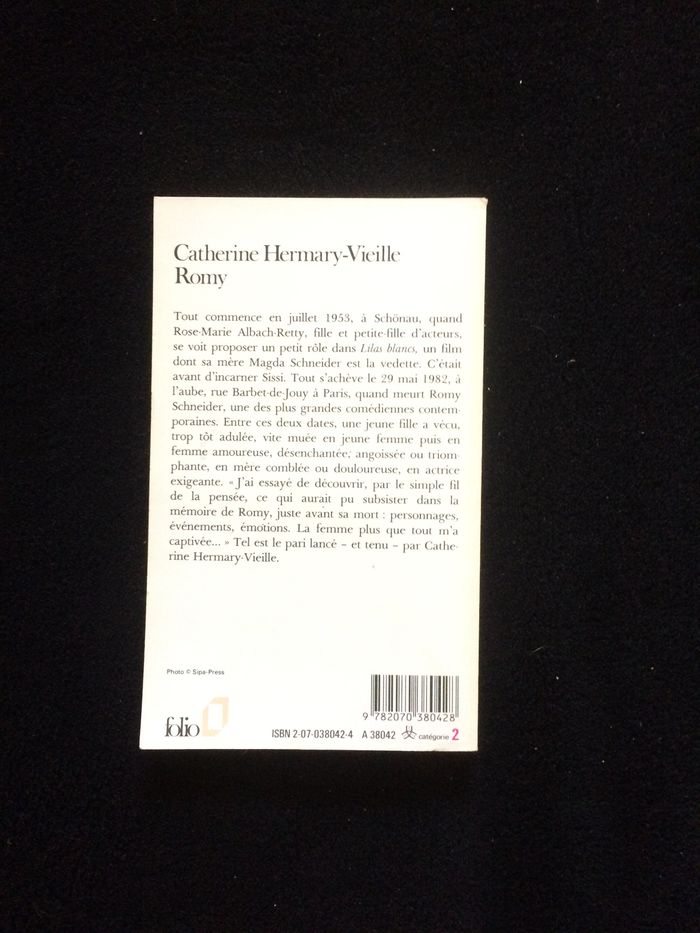 Catherine Hermary-Vieille
Romy
Tout commence en juillet 1953, à Schönau, quand
Rose-Marie Albach-Retty, fille et petite-fille d'acteurs,
se voit proposer un petit rôle dans Lilas blancs, un film
dont sa mère Magda Schneider est la vedette. C'était
avant d'incarner Sissi. Tout s'achève le 29 mai 1982, à
l'aube, rue Barbet-de-Jouy à Paris, quand meurt Romy
Schneider, une des plus grandes comédiennes contem-
poraines. Entre ces deux dates, une jeune fille a vécu,
trop tôt adulée, vite muée en jeune femme puis en
femme amoureuse, désenchantée, angoissée ou triom-
phante, en mère comblée ou douloureuse, en actrice
exigeante. « J'ai essayé de découvrir, par le simple fil
de la pensée, ce qui aurait pu subsister dans la
mémoire de Romy, juste avant sa mort : personnages,
événements, émotions. La femme plus que tout m'a
captivée... » Tel est le pari lancé – et tenu – par Cathe-
rine Hermary-Vieille.
Photo © Sipa-Press
9 782070 380428
folio
ISBN 2-07-038042-4 A 38042 catégorie 2